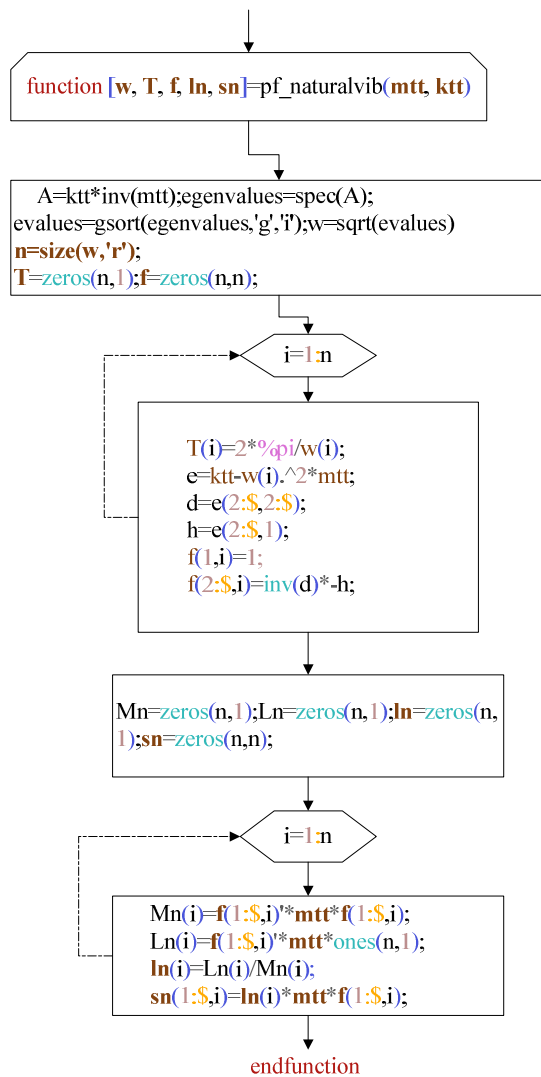 function [w, T, f, ln, sn]=pf_naturalvib(mtt, ktt)
A=ktt*inv(mtt);egenvalues=spec(A);
evalues=gsort(egenvalues,'g','i');w=sqrt(evalues)
n=size(w,'r');
T=zeros(n,1);f=zeros(n,n);
i=1:n
T(i)=2*%pi/w(i);
e=ktt-w(i).^2*mtt;
d=e(2:$,2:$);
h=e(2:$,1);
f(1,i)=1;
f(2:$,i)=inv(d)*-h;
Mn=zeros(n,1);Ln=zeros(n,1);ln=zeros(n,
1);sn=zeros(n,n);
i=1:n
Mn(i)=f(1:$,i)'*mtt*f(1:$,i);
Ln(i)=f(1:$,i)'*mtt*ones(n,1);
ln(i)=Ln(i)/Mn(i);
sn(1:$,i)=ln(i)*mtt*f(1:$,i);
endfunction